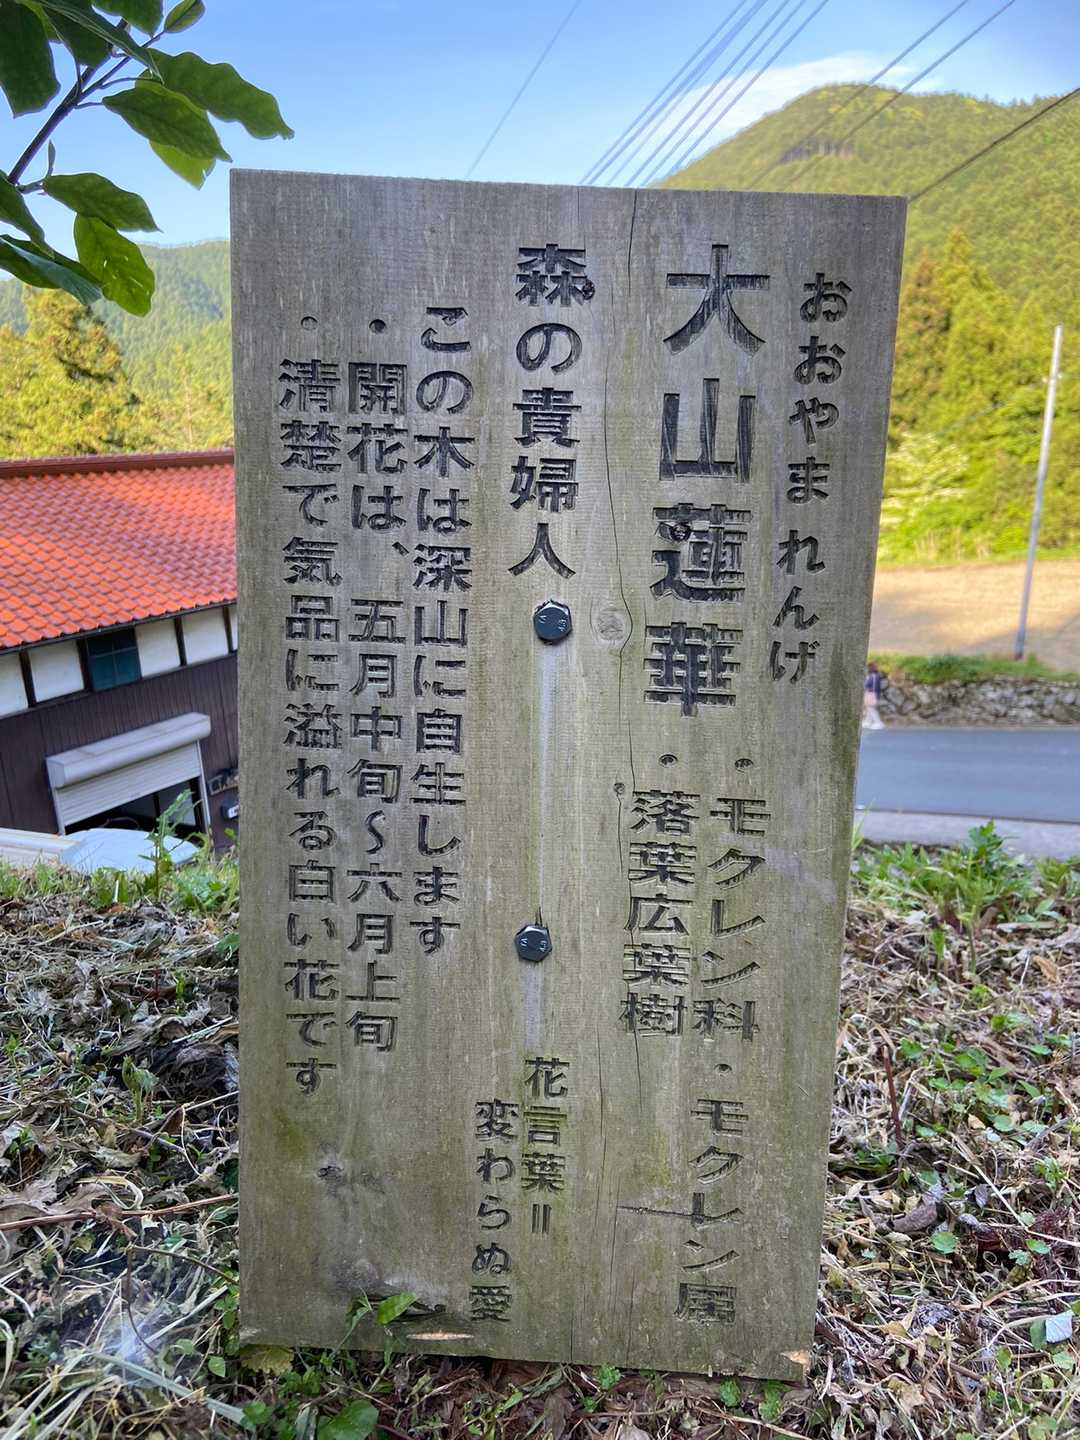 おおやまれんげ
大山蓮華
・モクレン科・モクレン属
・落葉広葉樹
森の貴婦人
花言葉＝
変わらぬ愛
この木は深山に自生します
・開花は、五月中旬～六月上旬
・清楚で気品に溢れる白い花です